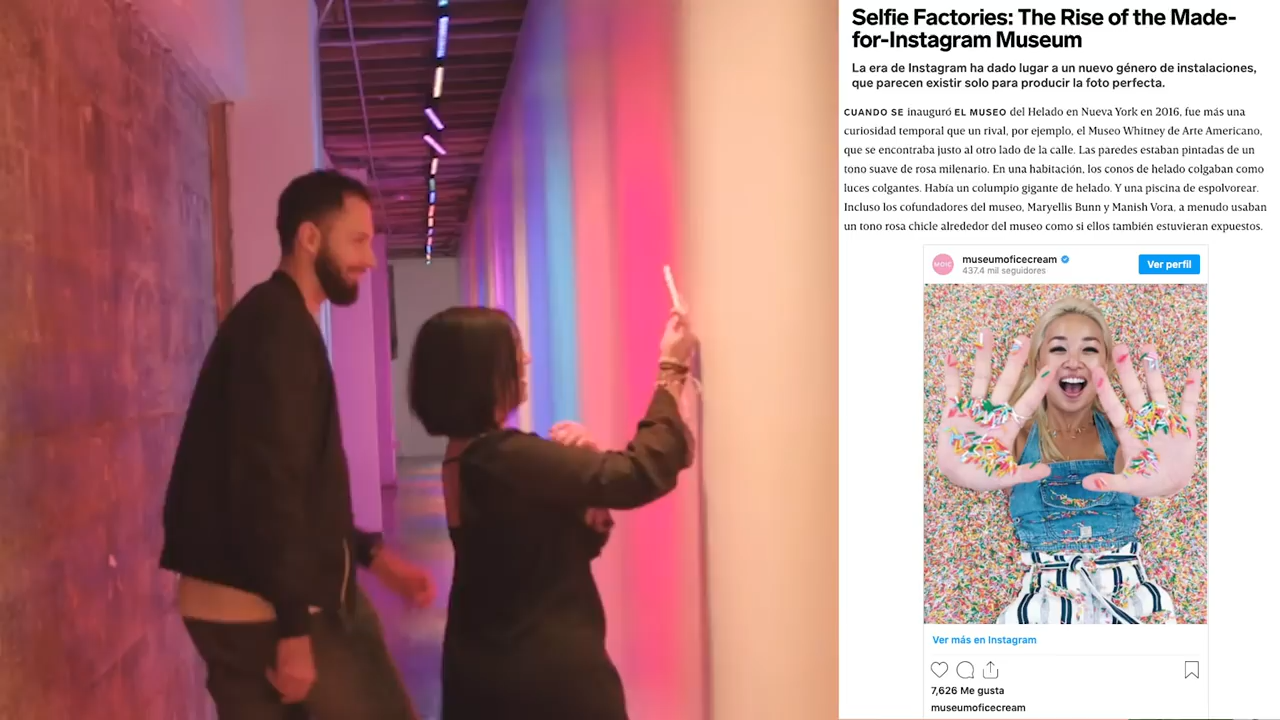 Selfie Factories: The Rise of the Made-
for-Instagram Museum
La era de Instagram ha dado lugar a un nuevo género de instalaciones,
que parecen existir solo para producir la foto perfecta.
CUANDO SE inauguró EL MUSEO del Helado en Nueva York en 2016, fue más una
curiosidad temporal que un rival, por ejemplo, el Museo Whitney de Arte Americano,
que se encontraba justo al otro lado de la calle. Las paredes estaban pintadas de un
tono suave de rosa milenario. En una habitación, los conos de helado colgaban como
luces colgantes. Había un columpio gigante de helado. Y una piscina de espolvorear.
Incluso los cofundadores del museo, Maryellis Bunn y Manish Vora, a menudo usaban
un tono rosa chicle alrededor del museo como si ellos también estuvieran expuestos.
MOIC
museumoficecream
437.4 mil seguidores
Ver perfil
Ver más en Instagram
7,626 Me gusta
museumoficecream